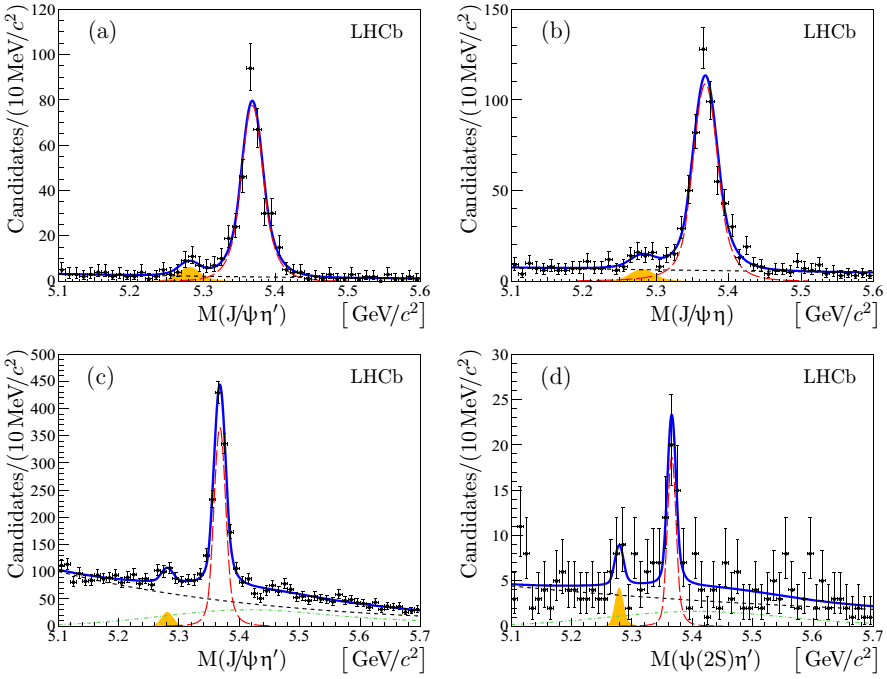 (a) LHCb
Candidates/(10 MeV/c²)
120
100
80
60
40
20
0
5.1 5.2 5.3 5.4 5.5 5.6
M(J/ψη′) [GeV/c²]
(b) LHCb
Candidates/(10 MeV/c²)
150
100
50
0
5.1 5.2 5.3 5.4 5.5 5.6
M(J/ψη) [GeV/c²]
(c) LHCb
Candidates/(10 MeV/c²)
500
450
400
350
300
250
200
150
100
50
0
5.1 5.2 5.3 5.4 5.5 5.6 5.7
M(J/ψη′) [GeV/c²]
(d) LHCb
Candidates/(10 MeV/c²)
30
25
20
15
10
5
0
5.1 5.2 5.3 5.4 5.5 5.6 5.7
M(ψ(2S)η′) [GeV/c²]